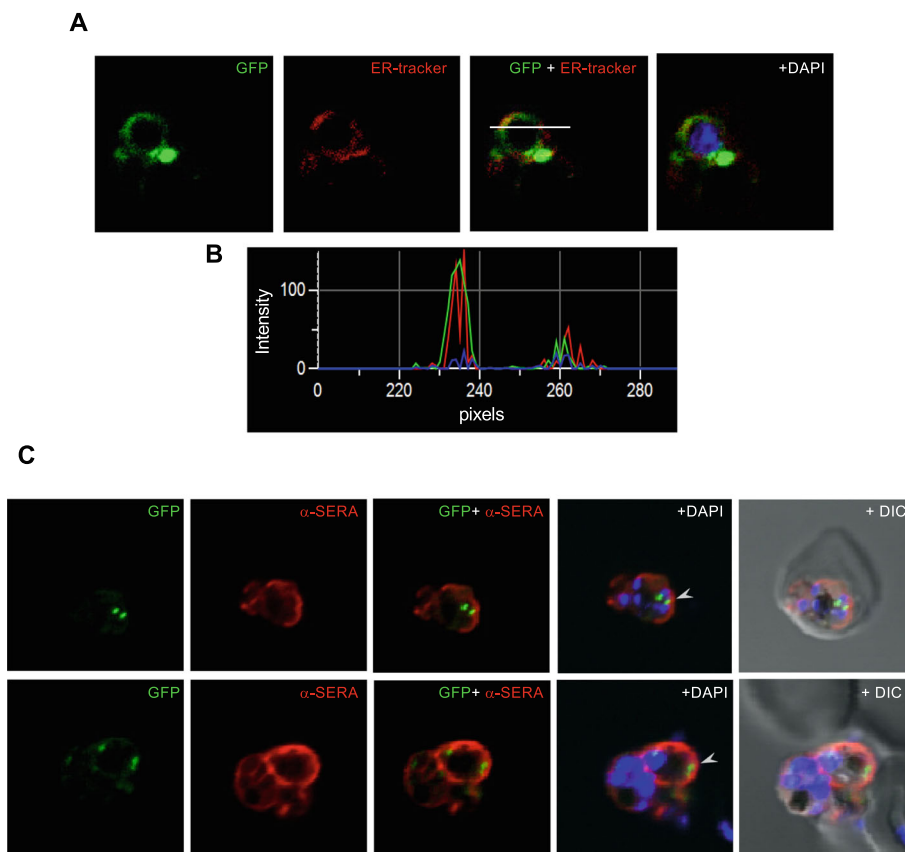 A
GFP
ER-tracker
GFP + ER-tracker
+DAPI
B
Intensity
100
0
0
220
240
260
280
pixels
C
GFP
α-SERA
GFP+ α-SERA
+DAPI
+ DIC
GFP
α-SERA
GFP+ α-SERA
+DAPI
+ DIC